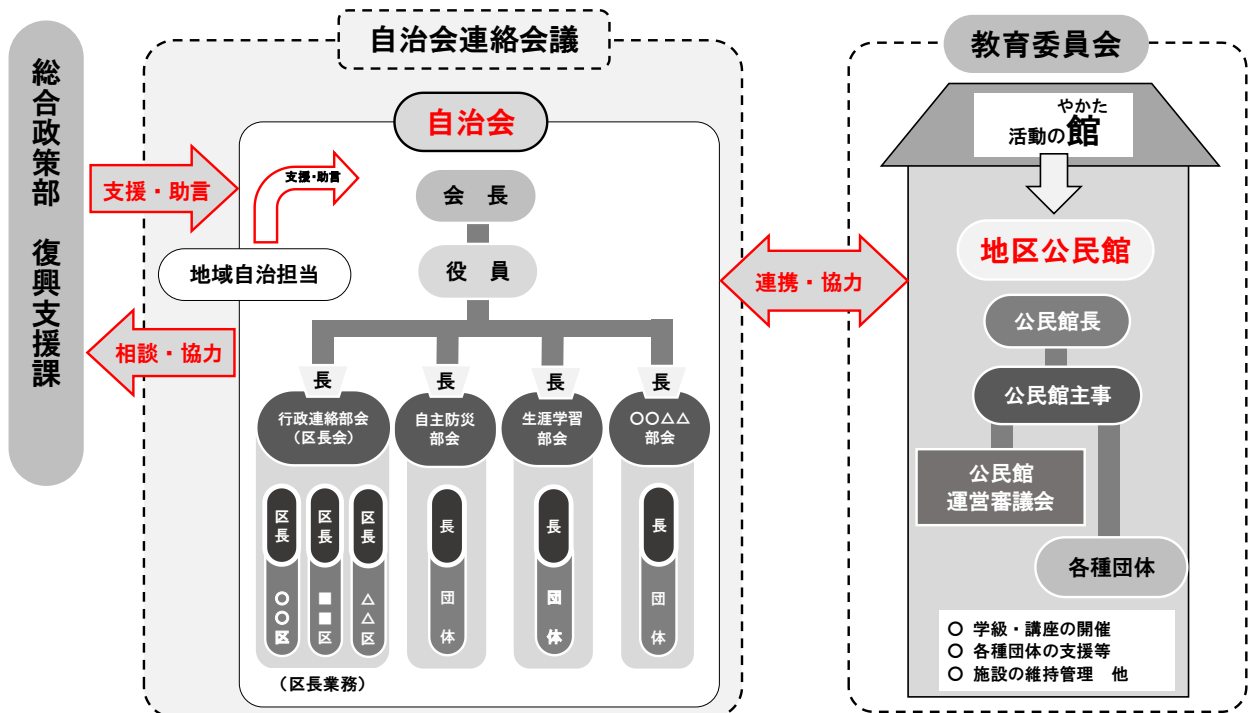 総合政策部　復興支援課
自治会連絡会議
自治会
支援・助言
支援・助言
地域自治担当
相談・協力
会　長
役　員
長
長
長
長
行政連絡部会
（区長会）
自主防災
部会
生涯学習
部会
〇〇△△
部会
区長
区長
区長
長
長
長
〇〇区
■■区
△△区
団体
団体
団体
（区長業務）
連携・協力
教育委員会
やかた
活動の館
地区公民館
公民館長
公民館主事
公民館
運営審議会
各種団体
〇 学級・講座の開催
〇 各種団体の支援等
〇 施設の維持管理　他